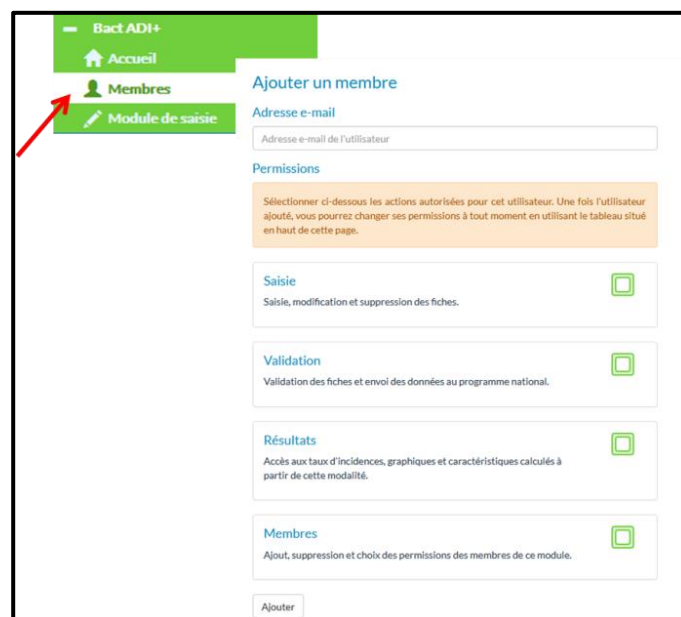 − Bact ADI+
Accueil
Membres
Module de saisie
Ajouter un membre
Adresse e-mail
Adresse e-mail de l'utilisateur
Permissions
Sélectionner ci-dessous les actions autorisées pour cet utilisateur. Une fois l'utilisateur
ajouté, vous pourrez changer ses permissions à tout moment en utilisant le tableau situé
en haut de cette page.
Saisie
Saisie, modification et suppression des fiches.
Validation
Validation des fiches et envoi des données au programme national.
Résultats
Accès aux taux d'incidences, graphiques et caractéristiques calculés à
partir de cette modalité.
Membres
Ajout, suppression et choix des permissions des membres de ce module.
Ajouter